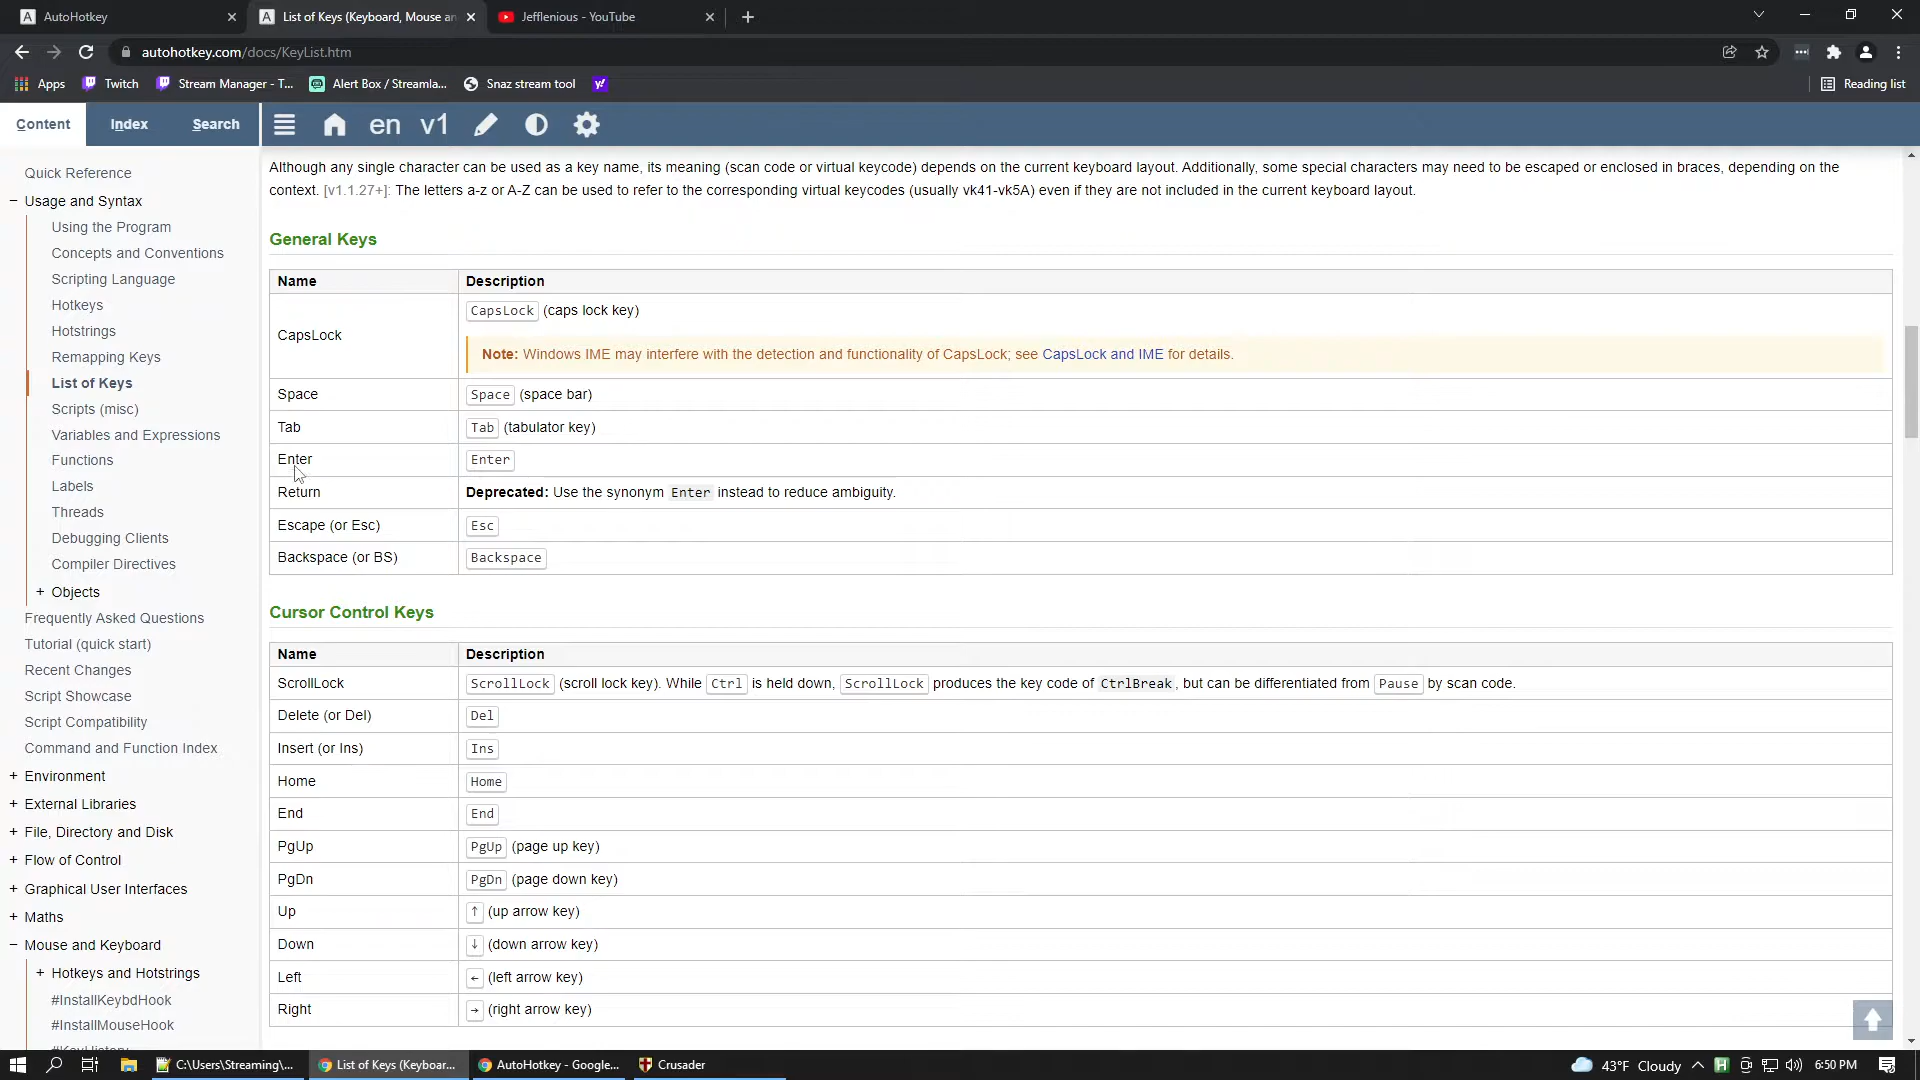 AutoHotkey
List of Keys (Keyboard, Mouse an
Jefflenious - YouTube
autohotkey.com/docs/KeyList.htm
Apps
Twitch
Stream Manager - T...
Alert Box / Streamla...
Snaz stream tool
Reading list
Content
Index
Search
en
v1
Quick Reference
− Usage and Syntax
Using the Program
Concepts and Conventions
Scripting Language
Hotkeys
Hotstrings
Remapping Keys
List of Keys
Scripts (misc)
Variables and Expressions
Functions
Labels
Threads
Debugging Clients
Compiler Directives
+ Objects
Frequently Asked Questions
Tutorial (quick start)
Recent Changes
Script Showcase
Script Compatibility
Command and Function Index
+ Environment
+ External Libraries
+ File, Directory and Disk
+ Flow of Control
+ Graphical User Interfaces
+ Maths
− Mouse and Keyboard
+ Hotkeys and Hotstrings
#InstallKeybdHook
#InstallMouseHook
#KeyHistory
Although any single character can be used as a key name, its meaning (scan code or virtual keycode) depends on the current keyboard layout. Additionally, some special characters may need to be escaped or enclosed in braces, depending on the
context. [v1.1.27+]: The letters a-z or A-Z can be used to refer to the corresponding virtual keycodes (usually vk41-vk5A) even if they are not included in the current keyboard layout.
General Keys
Name Description
CapsLock CapsLock (caps lock key)
Note: Windows IME may interfere with the detection and functionality of CapsLock; see CapsLock and IME for details.
Space Space (space bar)
Tab Tab (tabulator key)
Enter Enter
Return Deprecated: Use the synonym Enter instead to reduce ambiguity.
Escape (or Esc) Esc
Backspace (or BS) Backspace
Cursor Control Keys
Name Description
ScrollLock ScrollLock (scroll lock key). While Ctrl is held down, ScrollLock produces the key code of CtrlBreak, but can be differentiated from Pause by scan code.
Delete (or Del) Del
Insert (or Ins) Ins
Home Home
End End
PgUp PgUp (page up key)
PgDn PgDn (page down key)
Up ↑ (up arrow key)
Down ↓ (down arrow key)
Left ← (left arrow key)
Right → (right arrow key)
C:\Users\Streaming\...
List of Keys (Keyboar...
AutoHotkey - Google...
Crusader
43°F Cloudy
6:50 PM